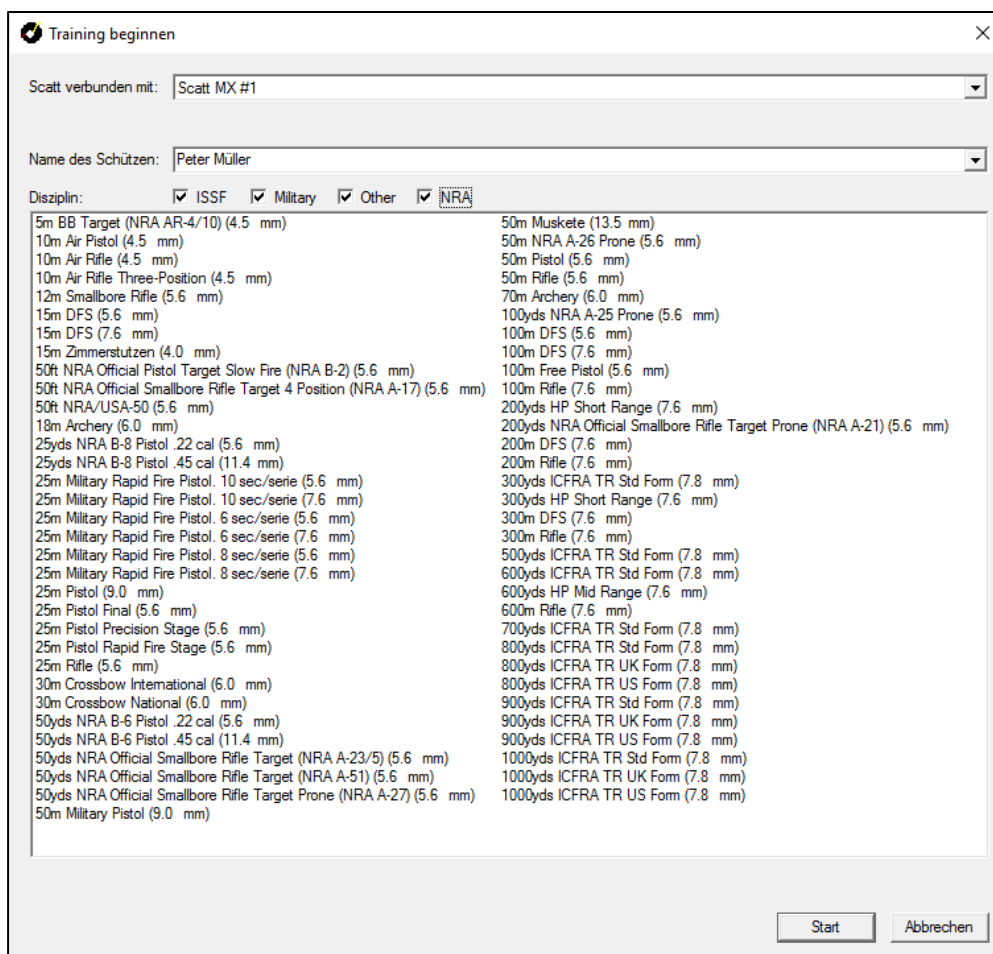 Training beginnen
Scatt verbunden mit: Scatt MX #1
Name des Schützen: Peter Müller
Disziplin: ISSF Military Other NRA
5m BB Target (NRA AR-4/10) (4.5 mm)
10m Air Pistol (4.5 mm)
10m Air Rifle (4.5 mm)
10m Air Rifle Three-Position (4.5 mm)
12m Smallbore Rifle (5.6 mm)
15m DFS (5.6 mm)
15m DFS (7.6 mm)
15m Zimmerstutzen (4.0 mm)
50ft NRA Official Pistol Target Slow Fire (NRA B-2) (5.6 mm)
50ft NRA Official Smallbore Rifle Target 4 Position (NRA A-17) (5.6 mm)
50ft NRA/USA-50 (5.6 mm)
18m Archery (6.0 mm)
25yds NRA B-8 Pistol .22 cal (5.6 mm)
25yds NRA B-8 Pistol .45 cal (11.4 mm)
25m Military Rapid Fire Pistol. 10 sec/serie (5.6 mm)
25m Military Rapid Fire Pistol. 10 sec/serie (7.6 mm)
25m Military Rapid Fire Pistol. 6 sec/serie (5.6 mm)
25m Military Rapid Fire Pistol. 6 sec/serie (7.6 mm)
25m Military Rapid Fire Pistol. 8 sec/serie (5.6 mm)
25m Military Rapid Fire Pistol. 8 sec/serie (7.6 mm)
25m Pistol (9.0 mm)
25m Pistol Final (5.6 mm)
25m Pistol Precision Stage (5.6 mm)
25m Pistol Rapid Fire Stage (5.6 mm)
25m Rifle (5.6 mm)
30m Crossbow International (6.0 mm)
30m Crossbow National (6.0 mm)
50yds NRA B-6 Pistol .22 cal (5.6 mm)
50yds NRA B-6 Pistol .45 cal (11.4 mm)
50yds NRA Official Smallbore Rifle Target (NRA A-23/5) (5.6 mm)
50yds NRA Official Smallbore Rifle Target (NRA A-51) (5.6 mm)
50yds NRA Official Smallbore Rifle Target Prone (NRA A-27) (5.6 mm)
50m Military Pistol (9.0 mm)
50m Muskete (13.5 mm)
50m NRA A-26 Prone (5.6 mm)
50m Pistol (5.6 mm)
50m Rifle (5.6 mm)
70m Archery (6.0 mm)
100yds NRA A-25 Prone (5.6 mm)
100m DFS (5.6 mm)
100m DFS (7.6 mm)
100m Free Pistol (5.6 mm)
100m Rifle (7.6 mm)
200yds HP Short Range (7.6 mm)
200yds NRA Official Smallbore Rifle Target Prone (NRA A-21) (5.6 mm)
200m DFS (7.6 mm)
200m Rifle (7.6 mm)
300yds ICFRA TR Std Form (7.8 mm)
300yds HP Short Range (7.6 mm)
300m DFS (7.6 mm)
300m Rifle (7.6 mm)
500yds ICFRA TR Std Form (7.8 mm)
600yds ICFRA TR Std Form (7.8 mm)
600yds HP Mid Range (7.6 mm)
600m Rifle (7.6 mm)
700yds ICFRA TR Std Form (7.8 mm)
800yds ICFRA TR Std Form (7.8 mm)
800yds ICFRA TR UK Form (7.8 mm)
800yds ICFRA TR US Form (7.8 mm)
900yds ICFRA TR Std Form (7.8 mm)
900yds ICFRA TR UK Form (7.8 mm)
900yds ICFRA TR US Form (7.8 mm)
1000yds ICFRA TR Std Form (7.8 mm)
1000yds ICFRA TR UK Form (7.8 mm)
1000yds ICFRA TR US Form (7.8 mm)
Start Abbrechen